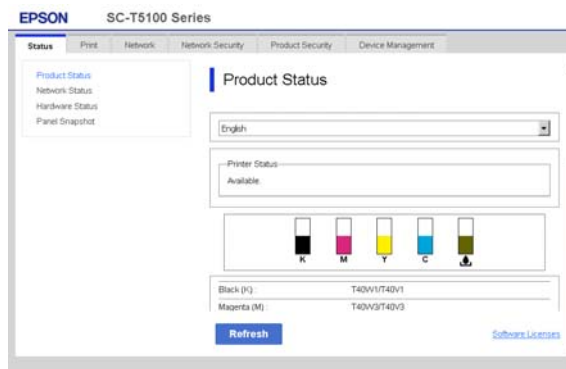 EPSON SC-T5100 Series
Status Print Network Network Security Product Security Device Management
Product Status
Network Status
Hardware Status
Panel Snapshot
Product Status
English
Printer Status
Available.
K M Y C
Black (K) : T40W1/T40V1
Magenta (M) : T40W3/T40V3
Refresh Software Licenses